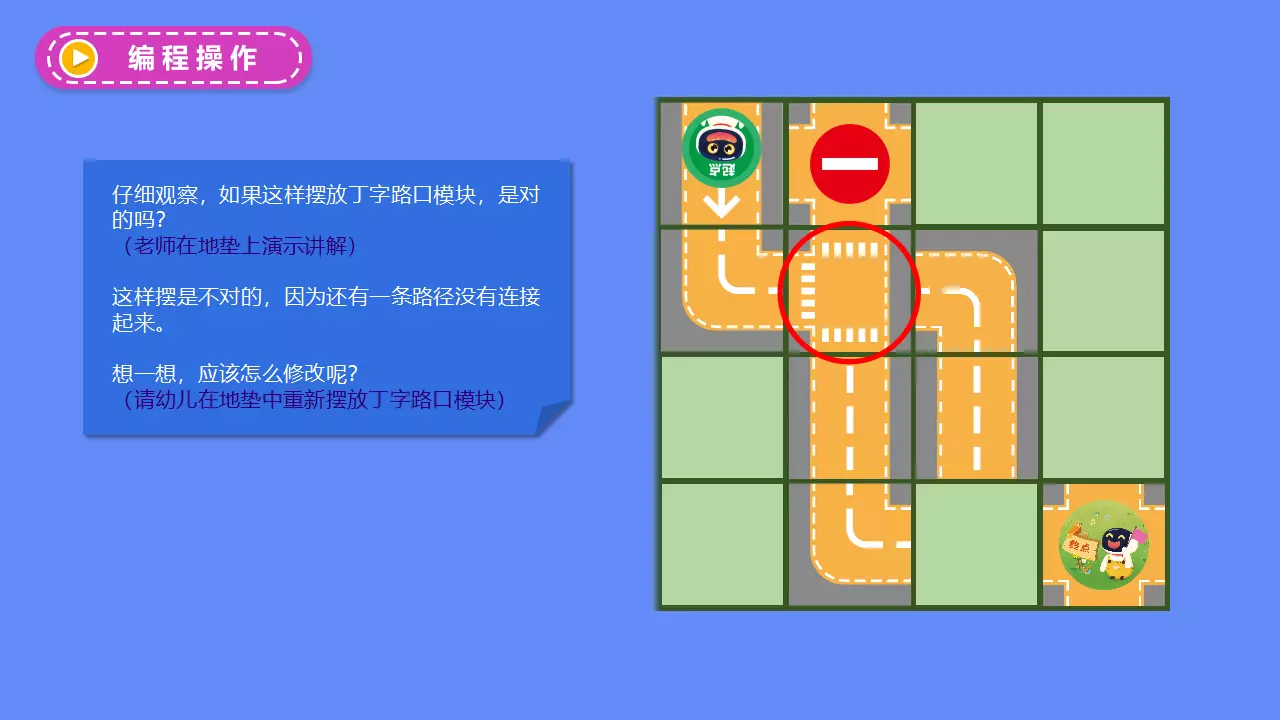 编程操作
仔细观察，如果这样摆放丁字路口模块，是对
的吗?
（老师在地垫上演示讲解）
这样摆是不对的，因为还有一条路径没有连接
起来。
想一想，应该怎么修改呢?
（请幼儿在地垫中重新摆放丁字路口模块）
起点
终点